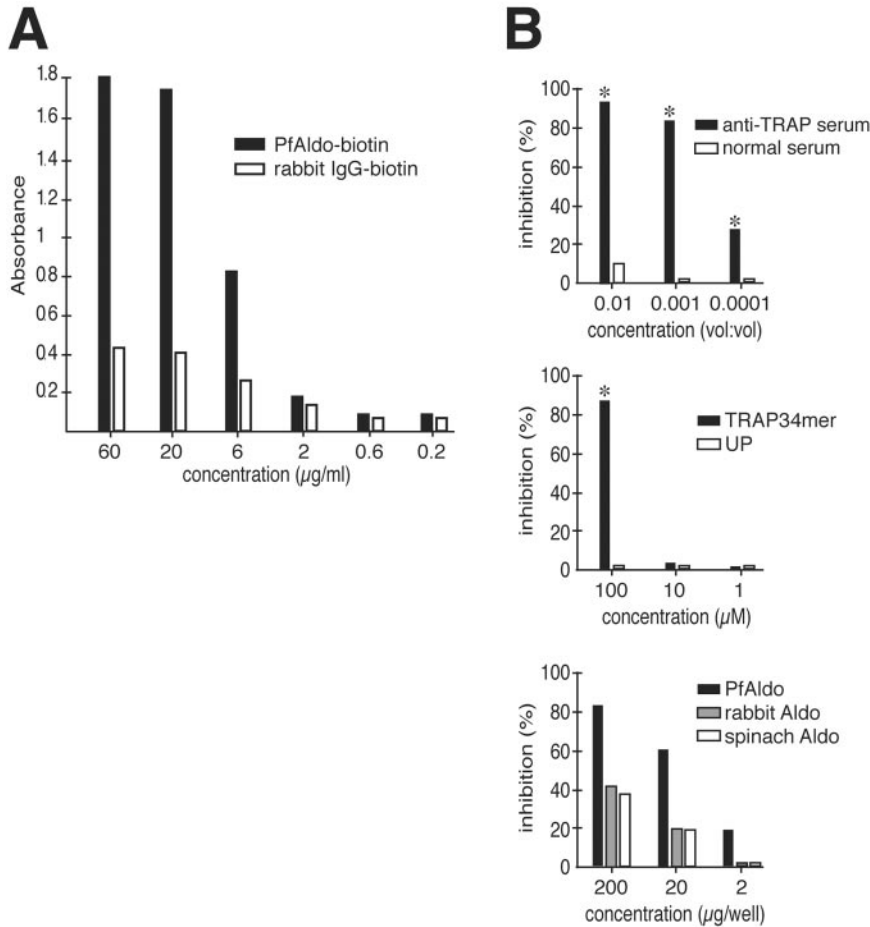 A
1.8
1.6
1.4
1.2
1
0.8
0.6
0.4
02
Absorbance
PfAldo-biotin
rabbit IgG-biotin
60 20 6 2 0.6 0.2
concentration (µg/ml)
B
100
80
60
40
20
0
inhibition (%)
* * *
anti-TRAP serum
normal serum
0.01 0.001 0.0001
concentration (vol:vol)
100
80
60
40
20
0
inhibition (%)
*
TRAP34mer
UP
100 10 1
concentration (µM)
100
80
60
40
20
0
inhibition (%)
PfAldo
rabbit Aldo
spinach Aldo
200 20 2
concentration (µg/well)